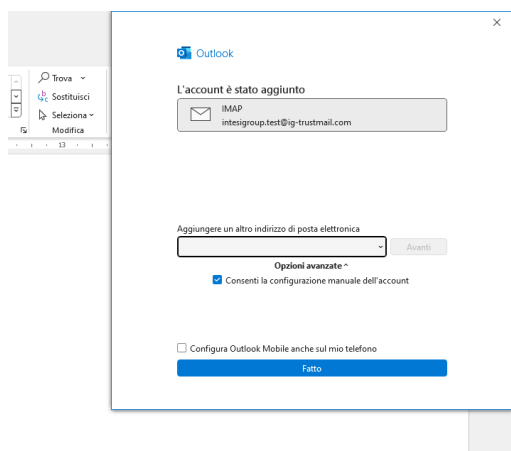 Outlook
L'account è stato aggiunto
IMAP
intesigroup.test@ig-trustmail.com
Trova
Sostituisci
Seleziona
Modifica
13
Aggiungere un altro indirizzo di posta elettronica
Avanti
Opzioni avanzate
Consenti la configurazione manuale dell'account
Configura Outlook Mobile anche sul mio telefono
Fatto